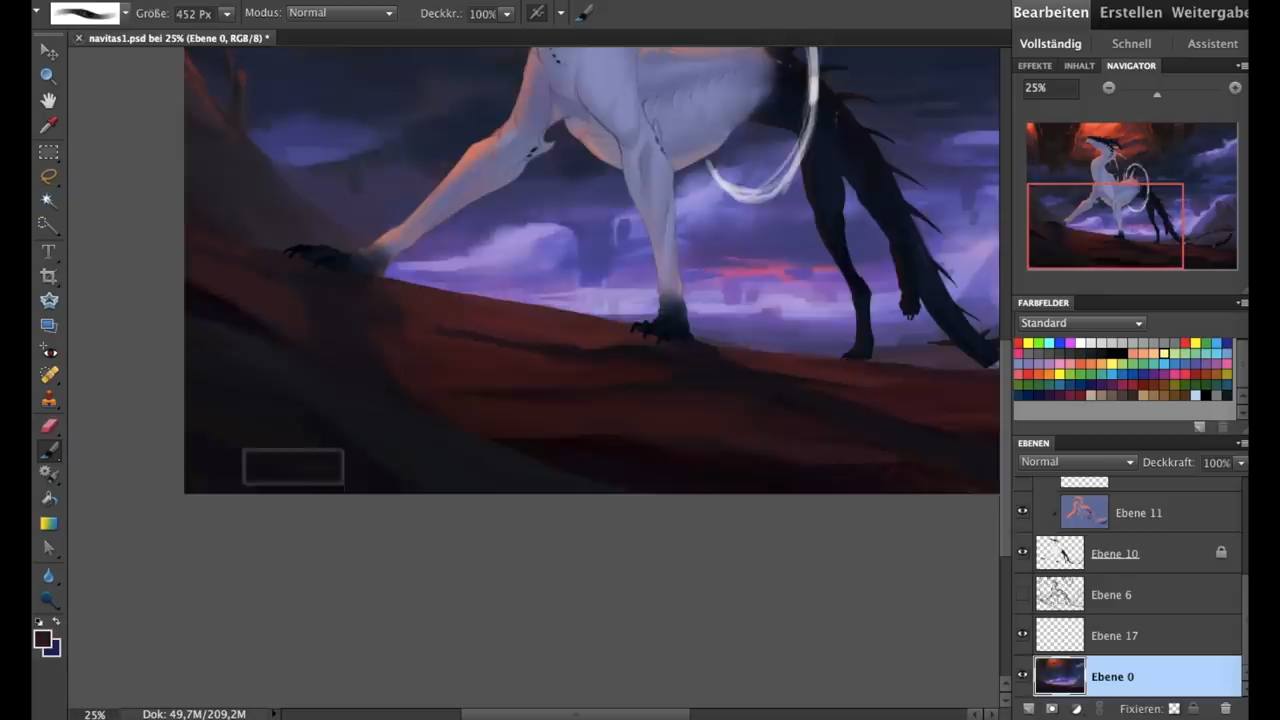 Größe: 452 Px Modus: Normal Deckkr.: 100%
Bearbeiten Erstellen Weitergabe
navitas1.psd bei 25% (Ebene 0, RGB/8) *
Vollständig Schnell Assistent
EFFEKTE INHALT NAVIGATOR
25%
FARBFELDER
Standard
EBENEN
Normal Deckkraft: 100%
Ebene 11
Ebene 10
Ebene 6
Ebene 17
Ebene 0
Fixieren:
25% Dok: 49,7M/209,2M